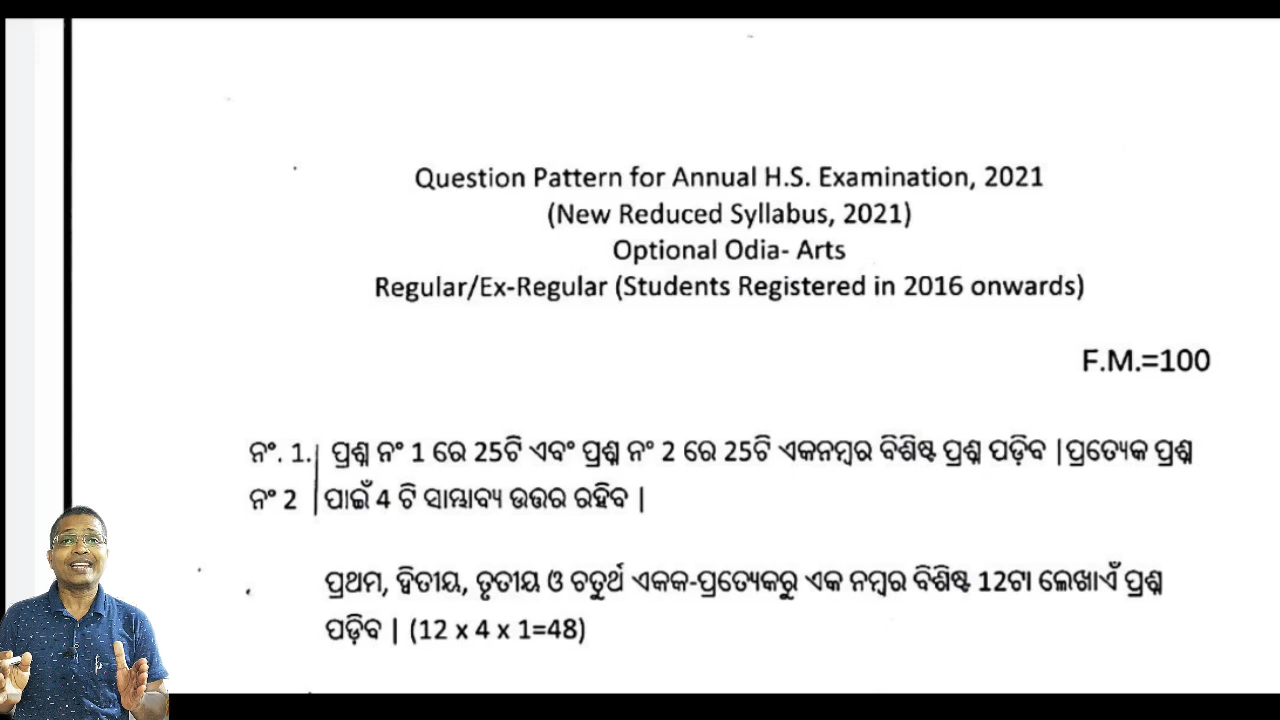 Question Pattern for Annual H.S. Examination, 2021
(New Reduced Syllabus, 2021)
Optional Odia- Arts
Regular/Ex-Regular (Students Registered in 2016 onwards)
F.M.=100
ନଂ. 1. ପ୍ରଶ୍ନ ନଂ 1 ରେ 25ଟି ଏବଂ ପ୍ରଶ୍ନ ନଂ 2 ରେ 25ଟି ଏକନମ୍ବର ବିଶିଷ୍ଟ ପ୍ରଶ୍ନ ପଡ଼ିବ |ପ୍ରତ୍ୟେକ ପ୍ରଶ୍ନ
ନଂ 2 ପାଇଁ 4 ଟି ସାମ୍ଭାବ୍ୟ ଉତ୍ତର ରହିବ |
ପ୍ରଥମ, ଦ୍ଵିତୀୟ, ତୃତୀୟ ଓ ଚତୁର୍ଥ ଏକକ-ପ୍ରତ୍ୟେକରୁ ଏକ ନମ୍ବର ବିଶିଷ୍ଟ 12ଟା ଲେଖାଏଁ ପ୍ରଶ୍ନ
ପଡ଼ିବ | (12 x 4 x 1=48)